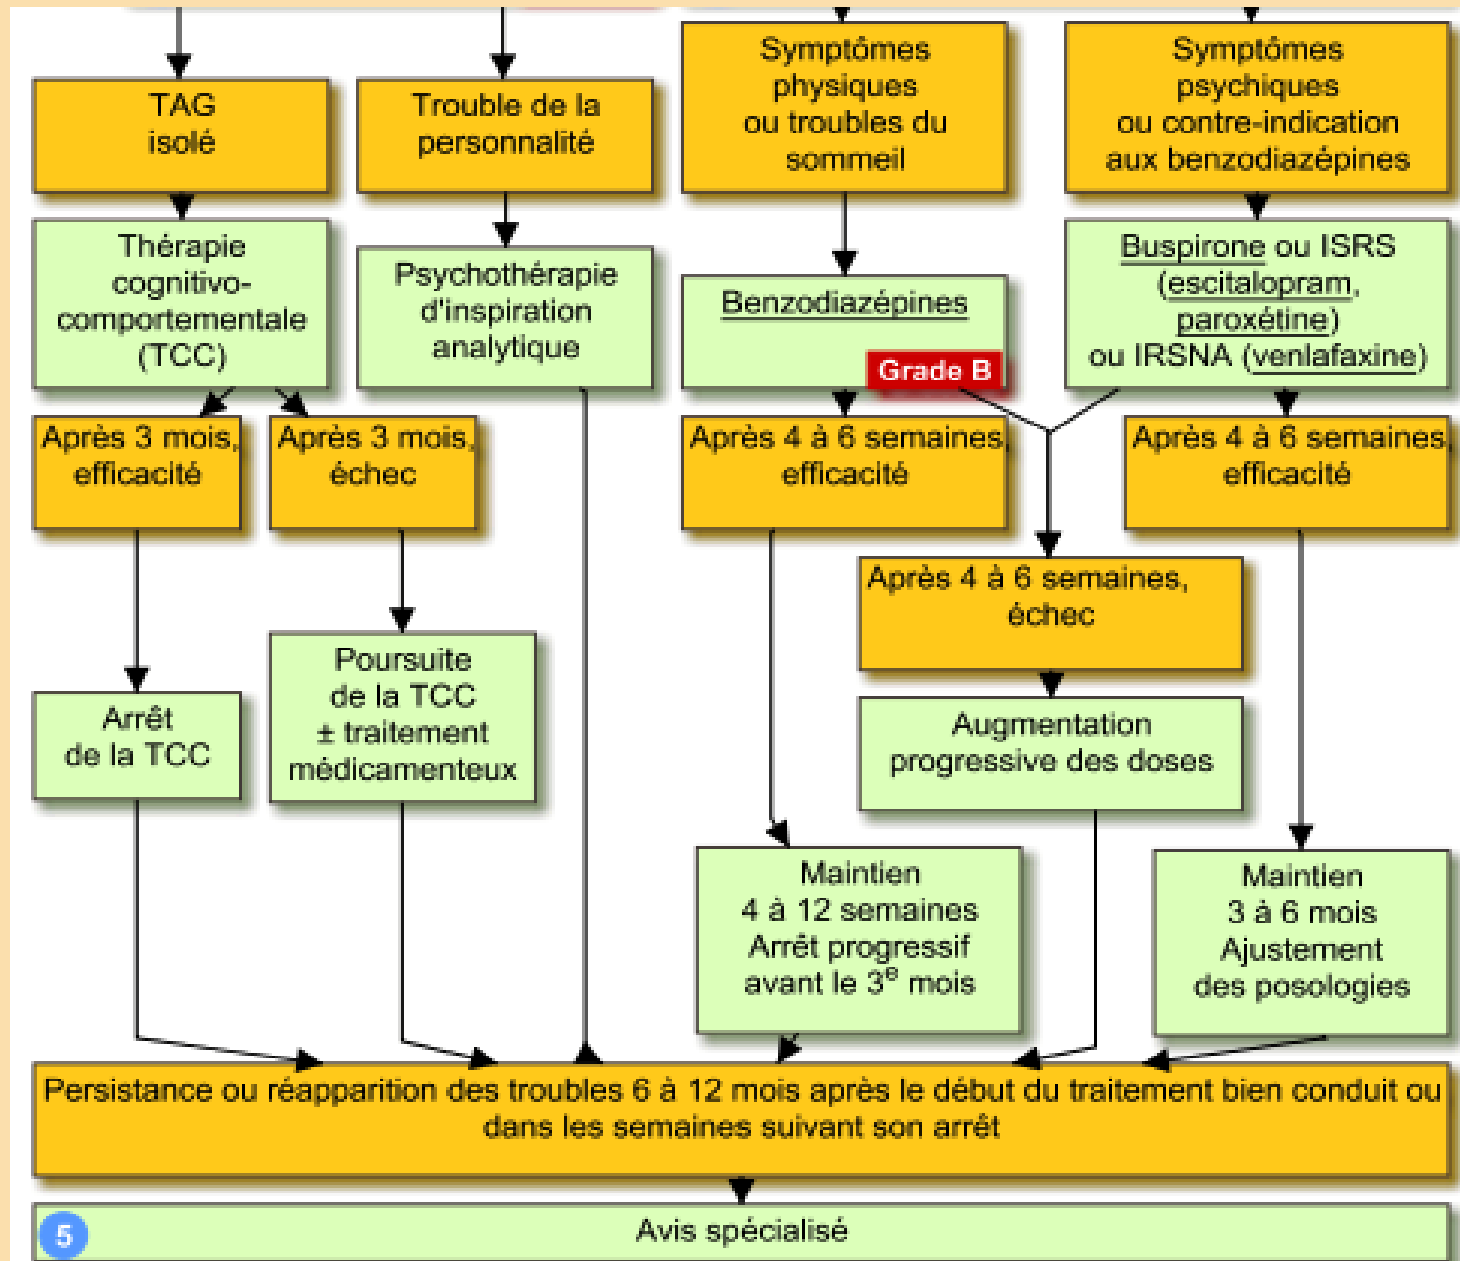 TAG
isolé
Trouble de la
personnalité
Symptômes
physiques
ou troubles du
sommeil
Symptômes
psychiques
ou contre-indication
aux benzodiazépines
Thérapie
cognitivo-
comportementale
(TCC)
Psychothérapie
d'inspiration
analytique
Benzodiazépines
Grade B
Buspirone ou ISRS
(escitalopram,
paroxétine)
ou IRSNA (venlafaxine)
Après 3 mois,
efficacité
Après 3 mois,
échec
Après 4 à 6 semaines,
efficacité
Après 4 à 6 semaines,
efficacité
Après 4 à 6 semaines,
échec
Poursuite
de la TCC
± traitement
médicamenteux
Arrêt
de la TCC
Augmentation
progressive des doses
Maintien
4 à 12 semaines
Arrêt progressif
avant le 3e mois
Maintien
3 à 6 mois
Ajustement
des posologies
Persistance ou réapparition des troubles 6 à 12 mois après le début du traitement bien conduit ou
dans les semaines suivant son arrêt
5
Avis spécialisé